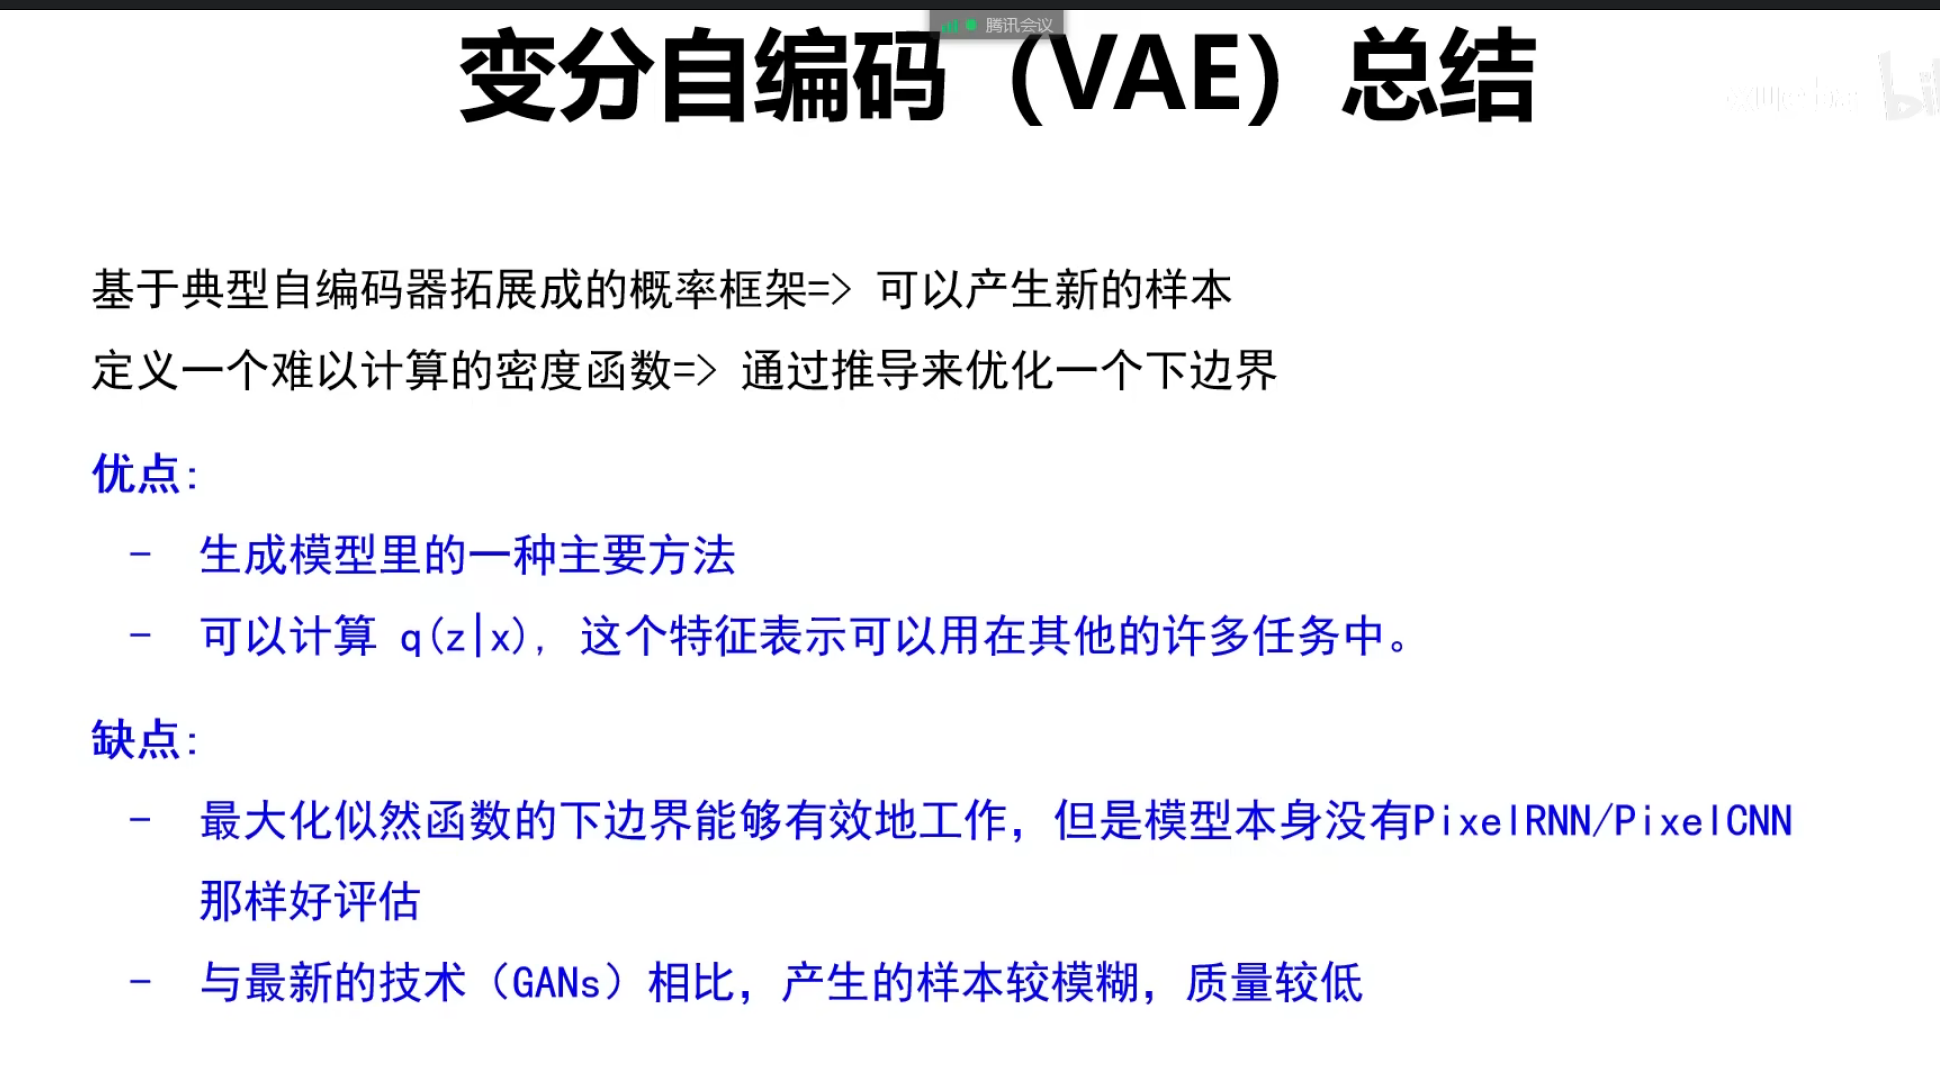 腾讯会议
变分自编码（VAE）总结
基于典型自编码器拓展成的概率框架=> 可以产生新的样本
定义一个难以计算的密度函数=> 通过推导来优化一个下边界
优点:
- 生成模型里的一种主要方法
- 可以计算 q(z|x), 这个特征表示可以用在其他的许多任务中。
缺点:
- 最大化似然函数的下边界能够有效地工作，但是模型本身没有PixelRNN/PixelCNN
那样好评估
- 与最新的技术（GANs）相比，产生的样本较模糊，质量较低